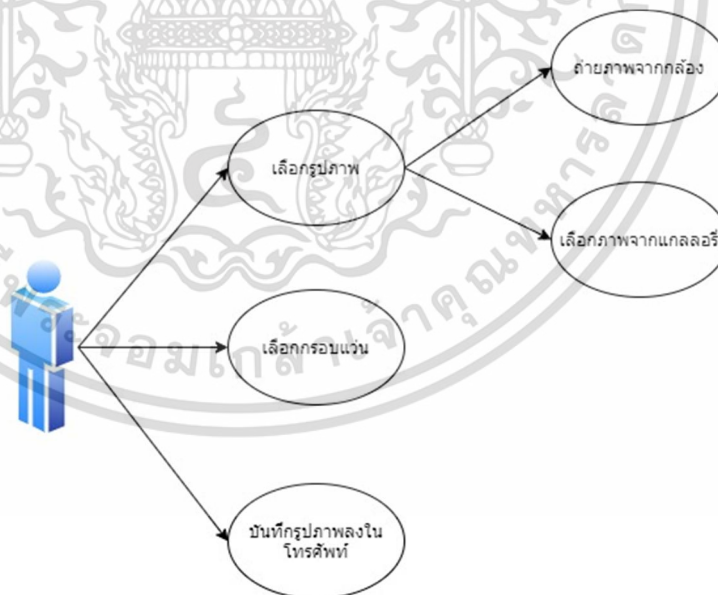 ถ่ายภาพจากกล้อง
เลือกรูปภาพ
เลือกภาพจากแกลลอรี่
เลือกกรอบแว่น
บันทึกรูปภาพลงใน
โทรศัพท์